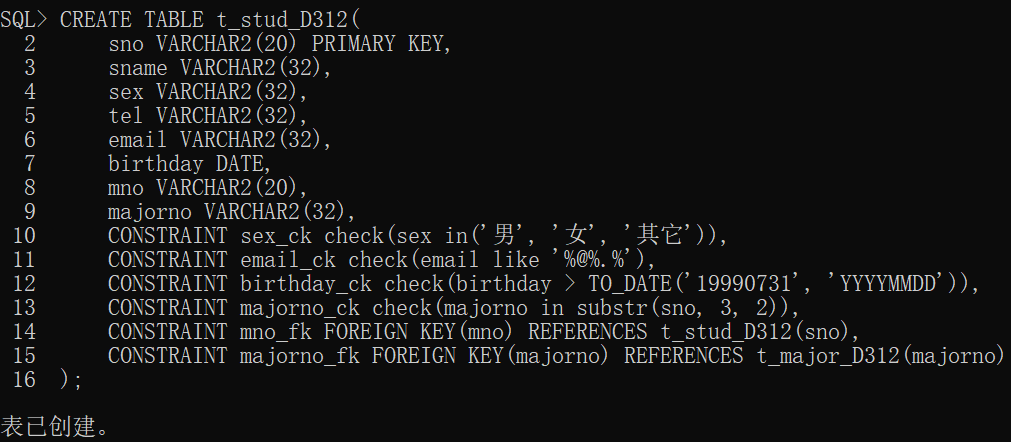 SQL> CREATE TABLE t_stud_D312(
  2      sno VARCHAR2(20) PRIMARY KEY,
  3      sname VARCHAR2(32),
  4      sex VARCHAR2(32),
  5      tel VARCHAR2(32),
  6      email VARCHAR2(32),
  7      birthday DATE,
  8      mno VARCHAR2(20),
  9      majorno VARCHAR2(32),
 10      CONSTRAINT sex_ck check(sex in('男', '女', '其它')),
 11      CONSTRAINT email_ck check(email like '%@%.%'),
 12      CONSTRAINT birthday_ck check(birthday > TO_DATE('19990731', 'YYYYMMDD')),
 13      CONSTRAINT majorno_ck check(majorno in substr(sno, 3, 2)),
 14      CONSTRAINT mno_fk FOREIGN KEY(mno) REFERENCES t_stud_D312(sno),
 15      CONSTRAINT majorno_fk FOREIGN KEY(majorno) REFERENCES t_major_D312(majorno)
 16  );
表已创建。